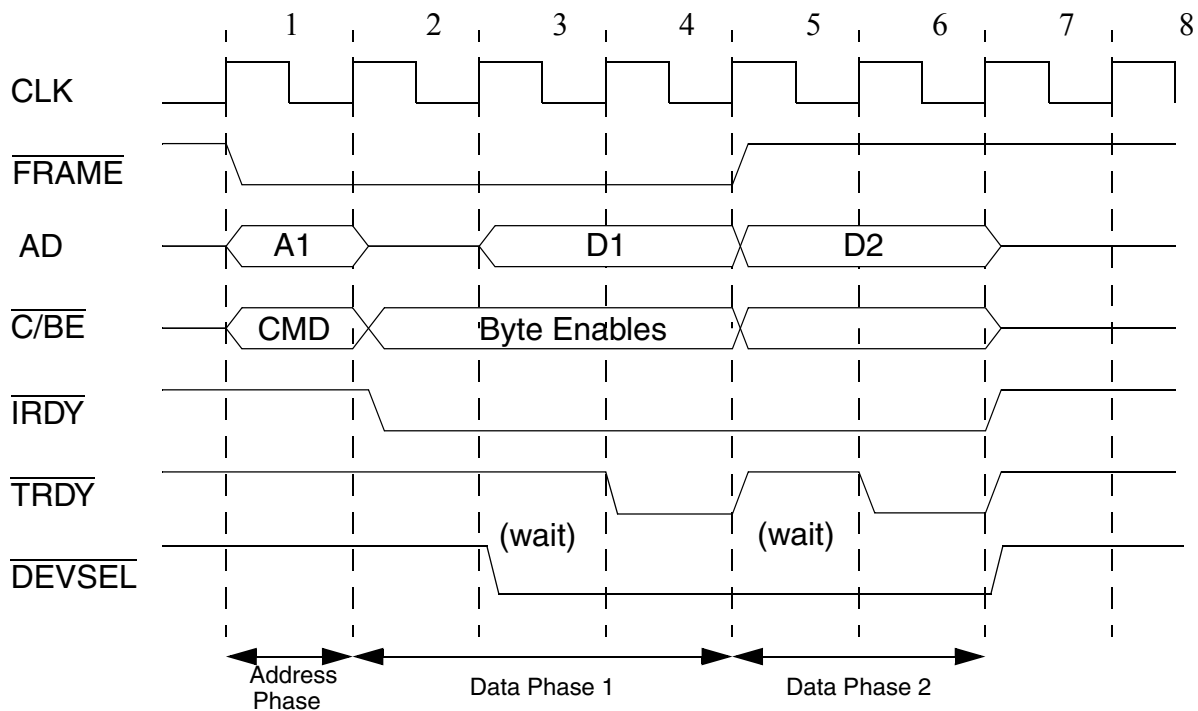 1 2 3 4 5 6 7 8
CLK
FRAME
AD A1 D1 D2
C/BE CMD Byte Enables
IRDY
TRDY
(wait) (wait)
DEVSEL
Address
Phase
Data Phase 1
Data Phase 2